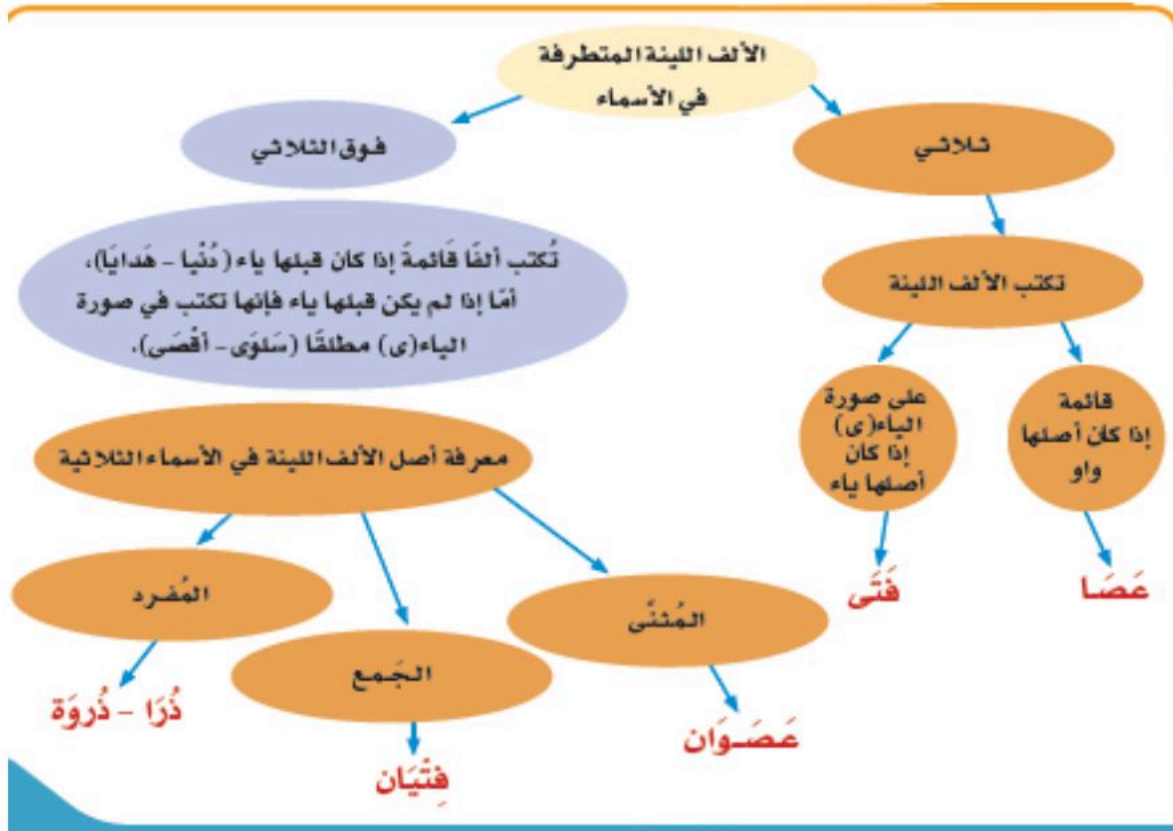 الألف اللينة المتطرفة
في الأسماء
ثلاثي
فوق الثلاثي
تكتب الألف اللينة
قائمة
إذا كان أصلها
واو
على صورة
الياء(ى)
إذا كان
أصلها ياء
عَصَا
فَتَى
تُكتب ألفًا قَائمةً إذا كان قبلها ياء (دُنْيا - هَدايَا)،
أمّا إذا لم يكن قبلها ياء فإنها تكتب في صورة
الياء(ى) مطلقًا (سَلوَى- أقْصَى).
معرفة أصل الألف اللينة في الأسماء الثلاثية
المُثنَّى
الجَمع
المُفرد
عَصَوَان
فِتْيَان
ذُرَا - ذُروَة